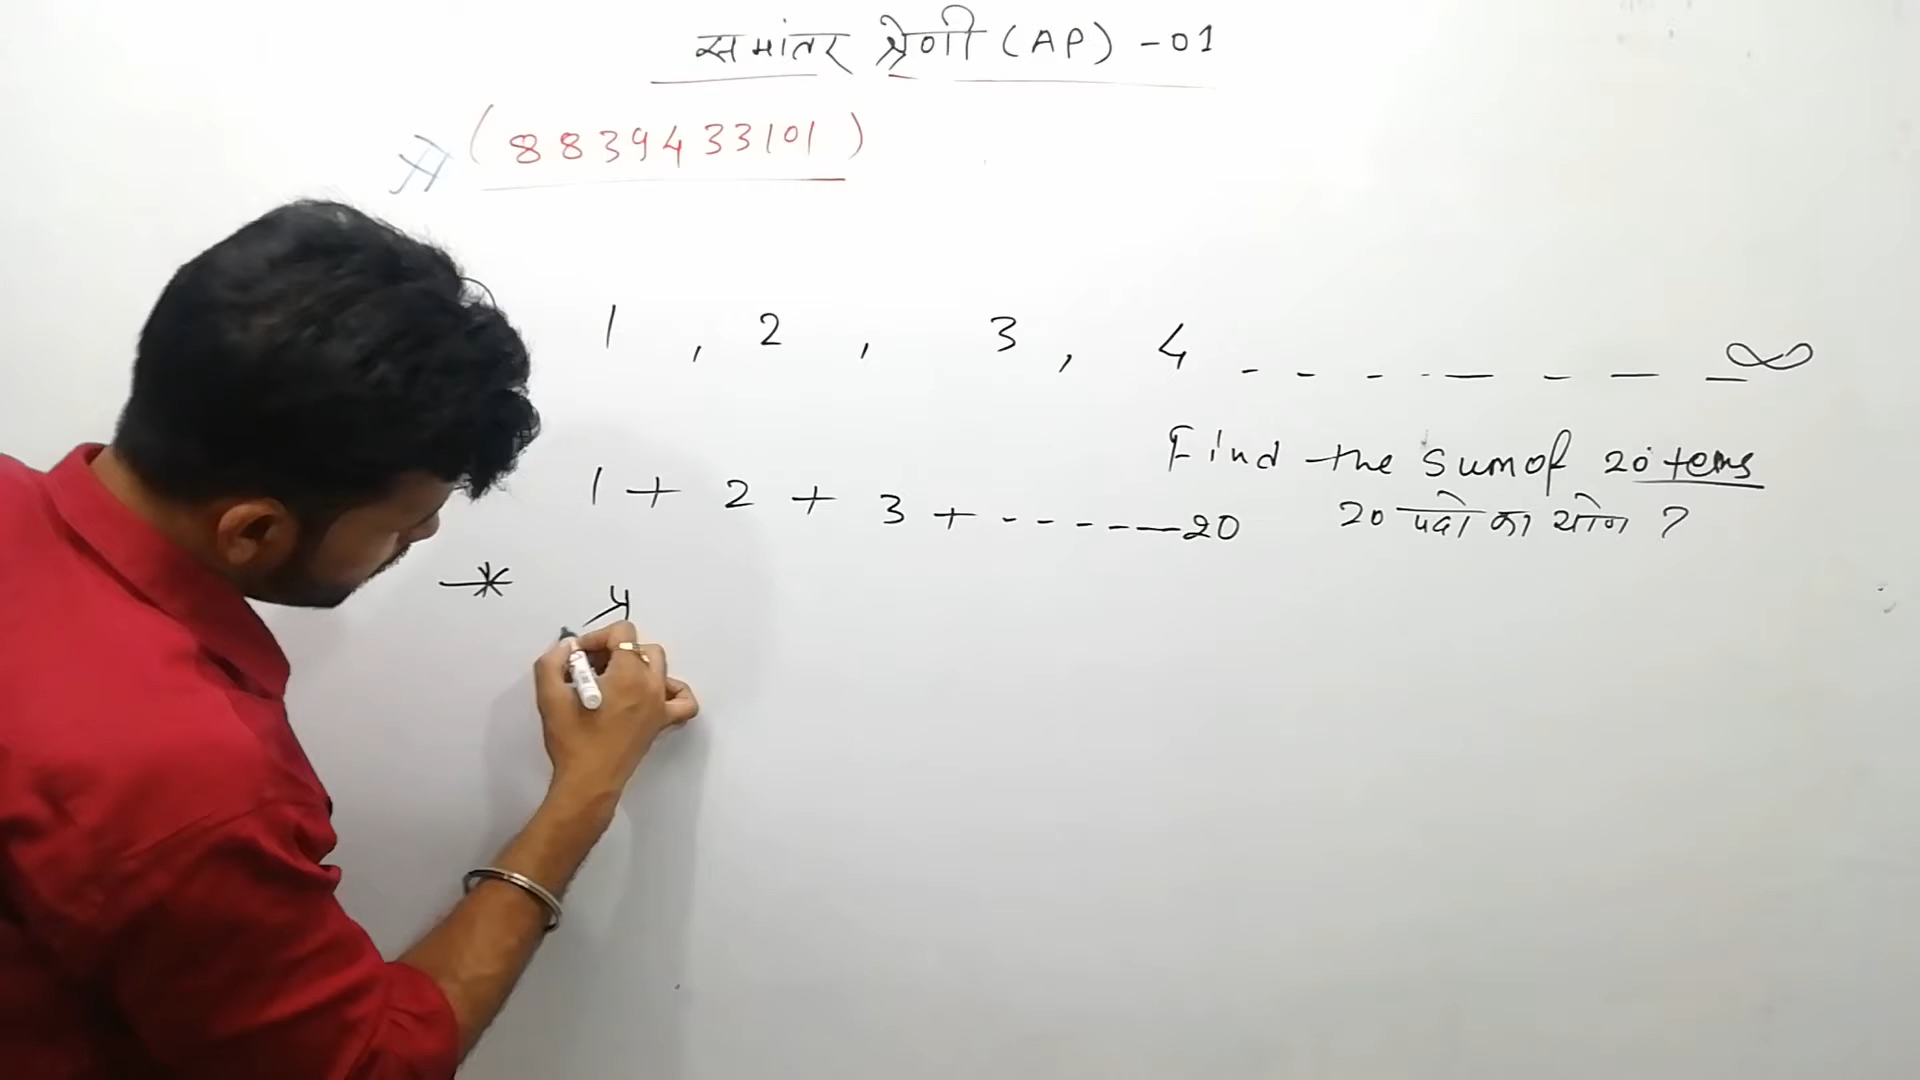 समांतर श्रेणी (AP) -01
(8839433101)
1 , 2 , 3 , 4 - - - - - - - ∞
Find the Sum of 20 tems
1 + 2 + 3 + - - - - - 20
20 पदो का योग ?
*
प्र